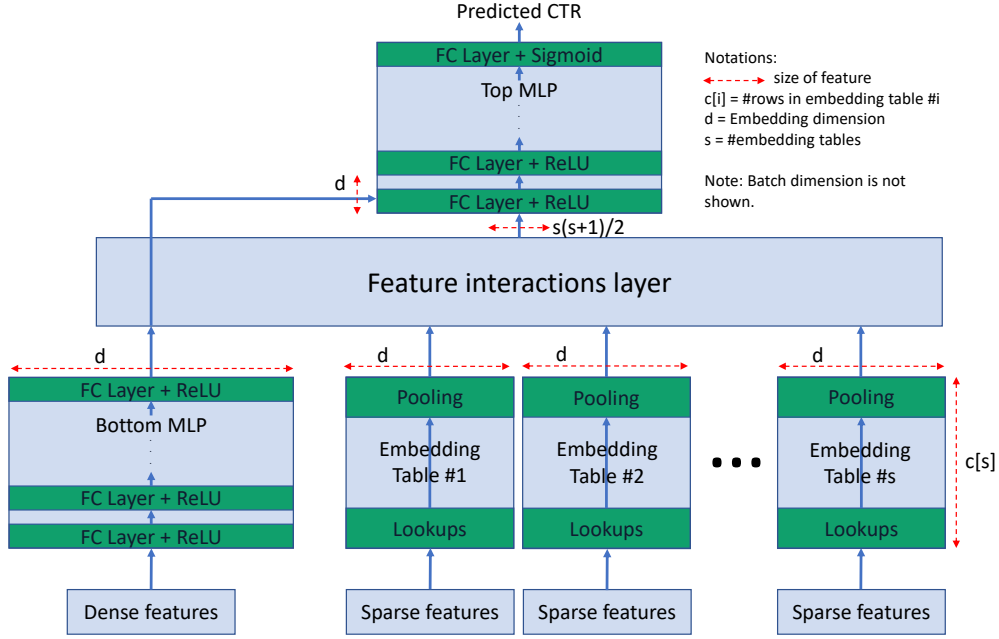 Predicted CTR
FC Layer + Sigmoid
Top MLP
FC Layer + ReLU
d
FC Layer + ReLU
Notations:
size of feature
c[i] = #rows in embedding table #i
d = Embedding dimension
s = #embedding tables
Note: Batch dimension is not
shown.
s(s+1)/2
Feature interactions layer
d
d
d
d
FC Layer + ReLU
Bottom MLP
FC Layer + ReLU
FC Layer + ReLU
Dense features
Pooling
Embedding
Table #1
Lookups
Sparse features
Pooling
Embedding
Table #2
Lookups
Sparse features
Pooling
Embedding
Table #s
Lookups
Sparse features
c[s]